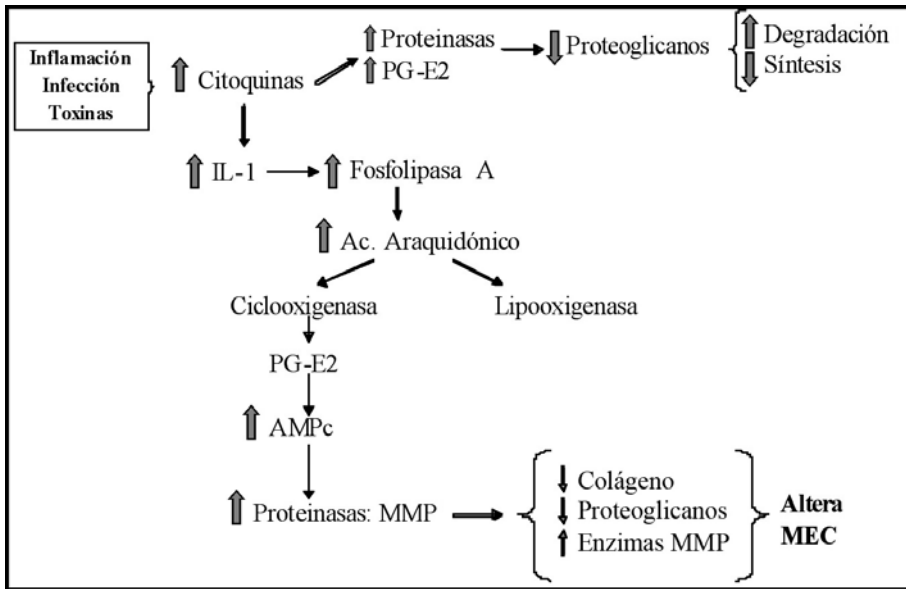 Inflamación
Infección
Toxinas
Citoquinas
Proteinasas
PG-E2
Proteoglicanos
Degradación
Síntesis
IL-1
Fosfolipasa A
Ac. Araquidónico
Ciclooxigenasa
Lipooxigenasa
PG-E2
AMPc
Proteinasas: MMP
Colágeno
Proteoglicanos
Enzimas MMP
Altera
MEC